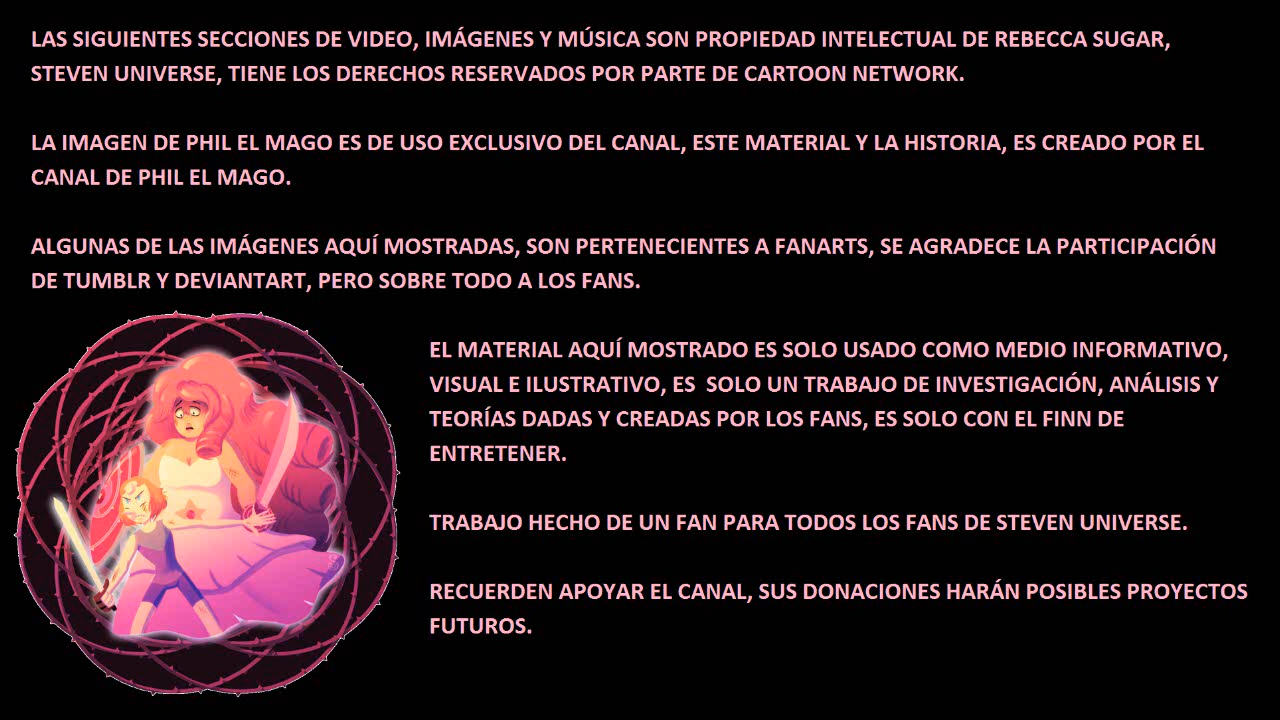 LAS SIGUIENTES SECCIONES DE VIDEO, IMÁGENES Y MÚSICA SON PROPIEDAD INTELECTUAL DE REBECCA SUGAR,
STEVEN UNIVERSE, TIENE LOS DERECHOS RESERVADOS POR PARTE DE CARTOON NETWORK.
LA IMAGEN DE PHIL EL MAGO ES DE USO EXCLUSIVO DEL CANAL, ESTE MATERIAL Y LA HISTORIA, ES CREADO POR EL
CANAL DE PHIL EL MAGO.
ALGUNAS DE LAS IMÁGENES AQUÍ MOSTRADAS, SON PERTENECIENTES A FANARTS, SE AGRADECE LA PARTICIPACIÓN
DE TUMBLR Y DEVIANTART, PERO SOBRE TODO A LOS FANS.
EL MATERIAL AQUÍ MOSTRADO ES SOLO USADO COMO MEDIO INFORMATIVO,
VISUAL E ILUSTRATIVO, ES  SOLO UN TRABAJO DE INVESTIGACIÓN, ANÁLISIS Y
TEORÍAS DADAS Y CREADAS POR LOS FANS, ES SOLO CON EL FINN DE
ENTRETENER.
TRABAJO HECHO DE UN FAN PARA TODOS LOS FANS DE STEVEN UNIVERSE.
RECUERDEN APOYAR EL CANAL, SUS DONACIONES HARÁN POSIBLES PROYECTOS
FUTUROS.